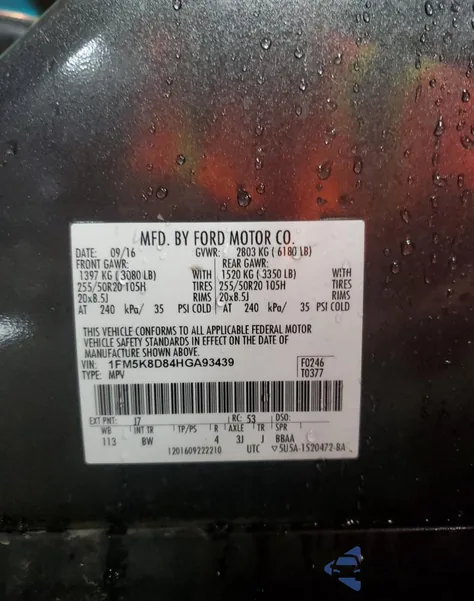 MFD. BY FORD MOTOR CO.
DATE: 09/16 GVWR: 2803 KG ( 6180 LB)
FRONT GAWR: REAR GAWR:
1397 KG ( 3080 LB) WITH 1520 KG ( 3350 LB) WITH
255/50R20 105H TIRES 255/50R20 105H TIRES
20x8.5J RIMS 20x8.5J RIMS
AT 240 kPa/ 35 PSI COLD AT 240 kPa/ 35 PSI COLD
THIS VEHICLE CONFORMS TO ALL APPLICABLE FEDERAL MOTOR
VEHICLE SAFETY STANDARDS IN EFFECT ON THE DATE OF
MANUFACTURE SHOWN ABOVE.
VIN: 1FM5K8D84HGA93439 F0246
TYPE: MPV T0377
EXT PNT: J7 RC: 53 DSO:
WB INT TR TP/PS R AXLE TR SPR
113 BW 4 3J J BBAA
1201609222210 UTC ▽5U5A-1520472-BA